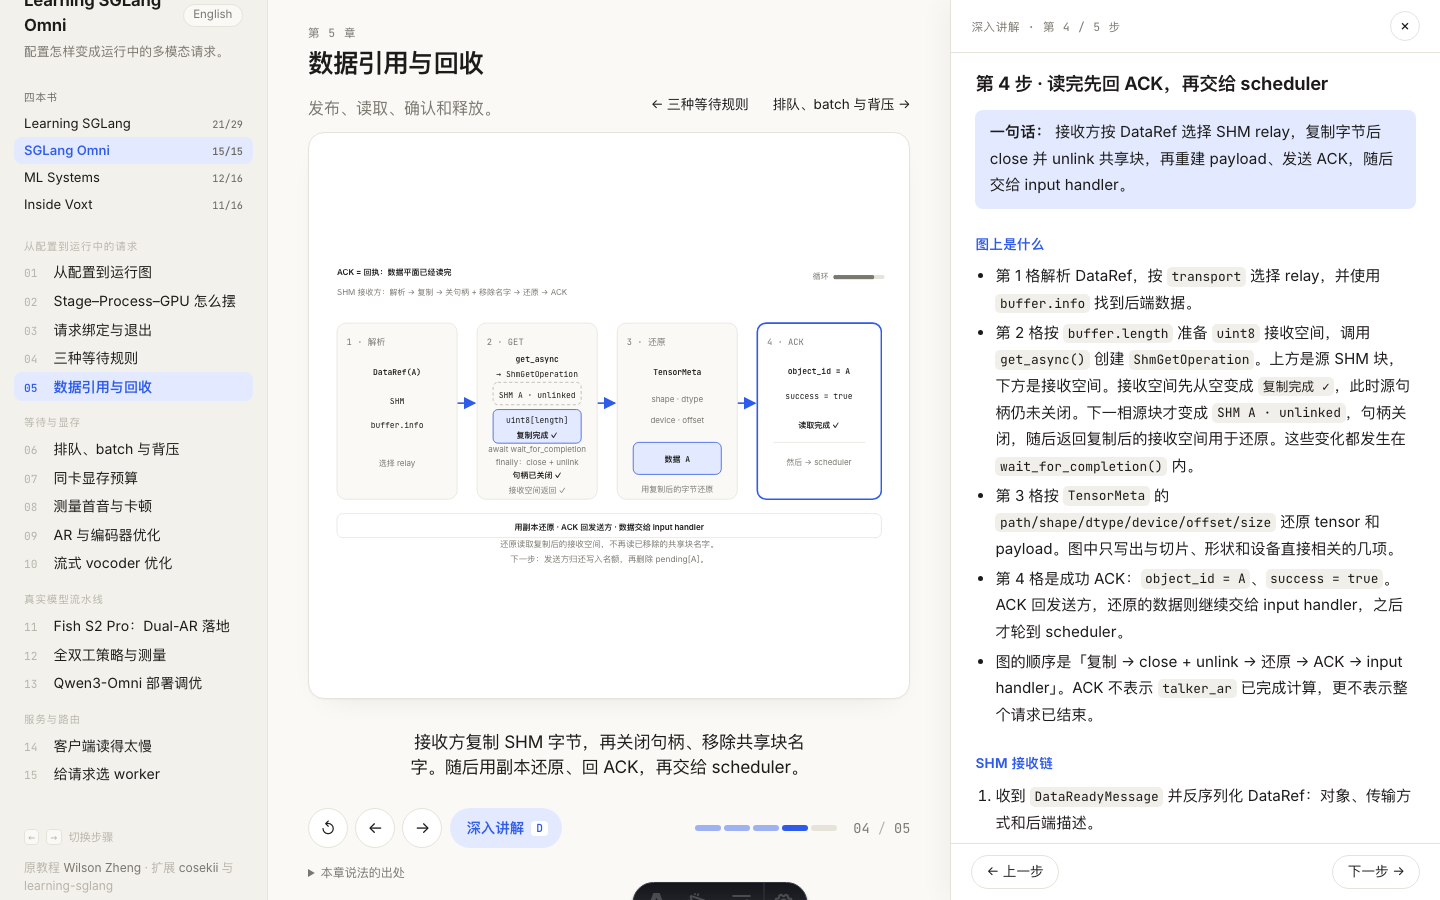 Learning SGLang
Omni
English
配置怎样变成运行中的多模态请求。
四本书
Learning SGLang 21/29
SGLang Omni 15/15
ML Systems 12/16
Inside Voxt 11/16
从配置到运行中的请求
01 从配置到运行图
02 Stage–Process–GPU 怎么摆
03 请求绑定与退出
04 三种等待规则
05 数据引用与回收
等待与显存
06 排队、batch 与背压
07 同卡显存预算
08 测量首音与卡顿
09 AR 与编码器优化
10 流式 vocoder 优化
真实模型流水线
11 Fish S2 Pro：Dual-AR 落地
12 全双工策略与测量
13 Qwen3-Omni 部署调优
服务与路由
14 客户端读得太慢
15 给请求选 worker
← → 切换步骤
原教程 Wilson Zheng · 扩展 cosekii 与
learning-sglang
第 5 章
数据引用与回收
发布、读取、确认和释放。
← 三种等待规则 排队、batch 与背压 →
ACK = 回执：数据平面已经读完
循环
SHM 接收方：解析 → 复制 → 关句柄 + 移除名字 → 还原 → ACK
1 · 解析
DataRef(A)
SHM
buffer.info
选择 relay
2 · GET
get_async
→ ShmGetOperation
SHM A · unlinked
uint8[length]
复制完成 ✓
await wait_for_completion
finally：close + unlink
句柄已关闭 ✓
接收空间返回 ✓
3 · 还原
TensorMeta
shape · dtype
device · offset
数据 A
用复制后的字节还原
4 · ACK
object_id = A
success = true
读取完成 ✓
然后 → scheduler
用副本还原 · ACK 回发送方 · 数据交给 input handler
还原读取复制后的接收空间，不再读已移除的共享块名字。
下一步：发送方归还写入名额，再删除 pending[A]。
接收方复制 SHM 字节，再关闭句柄、移除共享块名
字。随后用副本还原、回 ACK，再交给 scheduler。
深入讲解 D
04 / 05
▶ 本章说法的出处
深入讲解 · 第 4 / 5 步
×
第 4 步 · 读完先回 ACK，再交给 scheduler
一句话： 接收方按 DataRef 选择 SHM relay，复制字节后
close 并 unlink 共享块，再重建 payload、发送 ACK，随后
交给 input handler。
图上是什么
• 第 1 格解析 DataRef，按 transport 选择 relay，并使用
buffer.info 找到后端数据。
• 第 2 格按 buffer.length 准备 uint8 接收空间，调用
get_async() 创建 ShmGetOperation。上方是源 SHM 块，
下方是接收空间。接收空间先从空变成 复制完成 ✓，此时源句
柄仍未关闭。下一相源块才变成 SHM A · unlinked，句柄关
闭，随后返回复制后的接收空间用于还原。这些变化都发生在
wait_for_completion() 内。
• 第 3 格按 TensorMeta 的
path/shape/dtype/device/offset/size 还原 tensor 和
payload。图中只写出与切片、形状和设备直接相关的几项。
• 第 4 格是成功 ACK：object_id = A、success = true。
ACK 回发送方，还原的数据则继续交给 input handler，之后
才轮到 scheduler。
• 图的顺序是「复制 → close + unlink → 还原 → ACK → input
handler」。ACK 不表示 talker_ar 已完成计算，更不表示整
个请求已结束。
SHM 接收链
1. 收到 DataReadyMessage 并反序列化 DataRef：对象、传输方
式和后端描述。
← 上一步 下一步 →